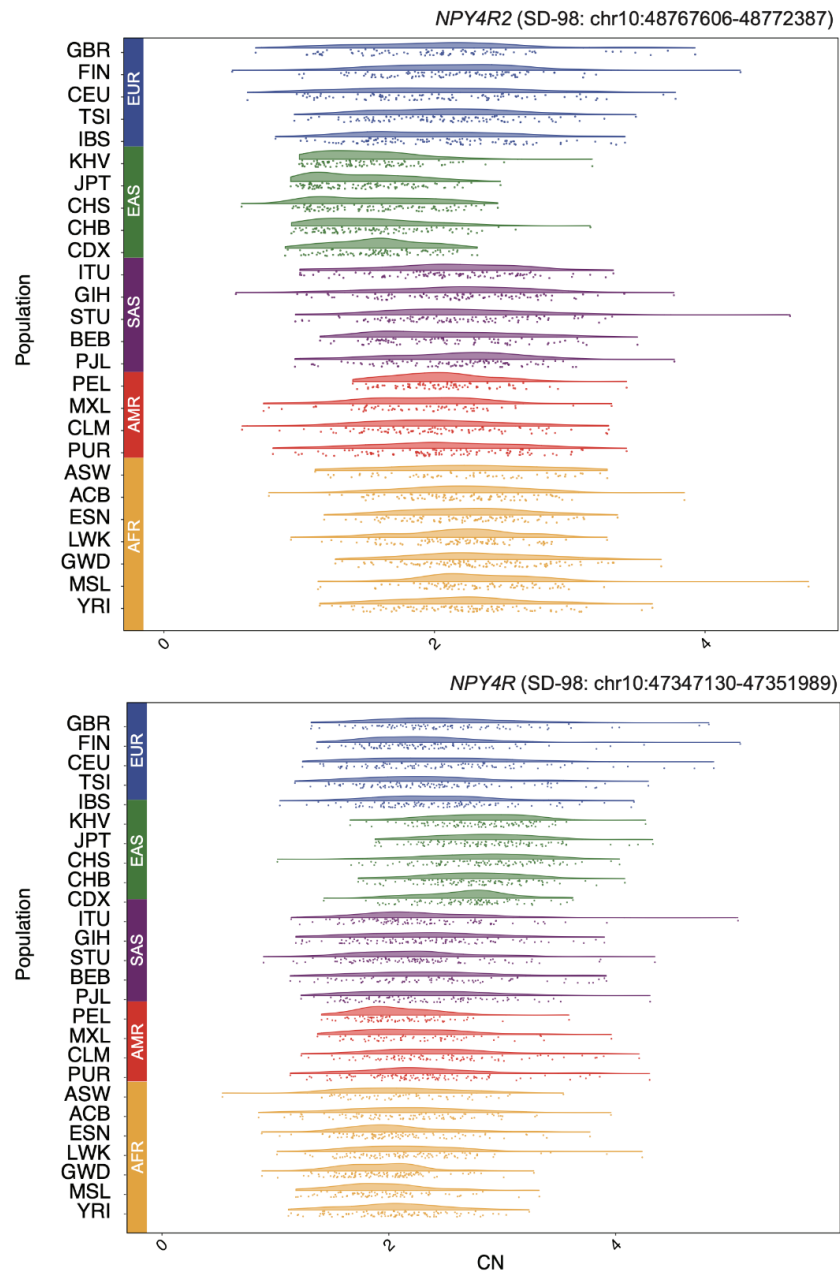 NPY4R2 (SD-98: chr10:48767606-48772387)
GBR
FIN
CEU
TSI
IBS
KHV
JPT
CHS
CHB
CDX
ITU
GIH
STU
BEB
PJL
PEL
MXL
CLM
PUR
ASW
ACB
ESN
LWK
GWD
MSL
YRI
EUR
EAS
SAS
AMR
AFR
Population
0
2
4
NPY4R (SD-98: chr10:47347130-47351989)
GBR
FIN
CEU
TSI
IBS
KHV
JPT
CHS
CHB
CDX
ITU
GIH
STU
BEB
PJL
PEL
MXL
CLM
PUR
ASW
ACB
ESN
LWK
GWD
MSL
YRI
EUR
EAS
SAS
AMR
AFR
Population
0
2
4
CN